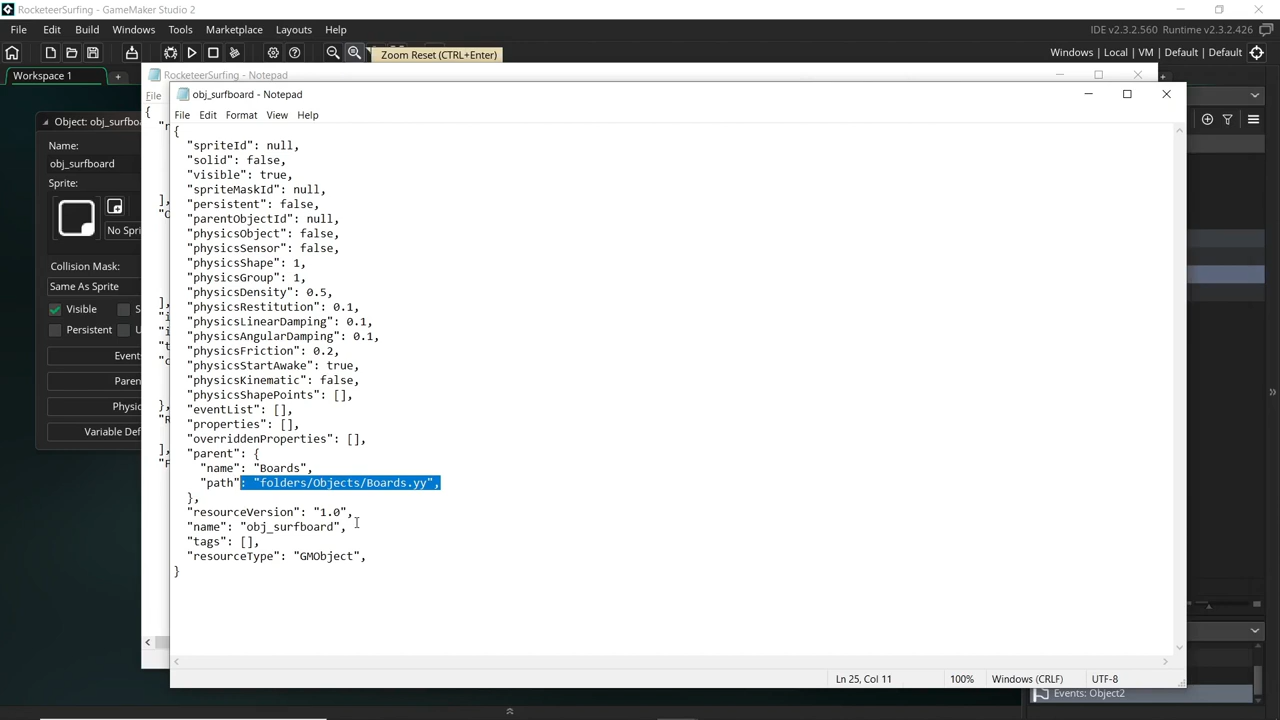 RocketeerSurfing - GameMaker Studio 2
File Edit Build Windows Tools Marketplace Layouts Help
IDE v2.3.2.560 Runtime v2.3.2.426
Zoom Reset (CTRL+Enter)
Windows | Local | VM | Default | Default
Workspace 1
RocketeerSurfing - Notepad
File
Object: obj_surfboa
Name:
obj_surfboard
Sprite:
No Spri
Collision Mask:
Same As Sprite
Visible
Persistent
Events
Paren
Physic
Variable Def
obj_surfboard - Notepad
File Edit Format View Help
{
"spriteId": null,
"solid": false,
"visible": true,
"spriteMaskId": null,
"persistent": false,
"parentObjectId": null,
"physicsObject": false,
"physicsSensor": false,
"physicsShape": 1,
"physicsGroup": 1,
"physicsDensity": 0.5,
"physicsRestitution": 0.1,
"physicsLinearDamping": 0.1,
"physicsAngularDamping": 0.1,
"physicsFriction": 0.2,
"physicsStartAwake": true,
"physicsKinematic": false,
"physicsShapePoints": [],
"eventList": [],
"properties": [],
"overriddenProperties": [],
"parent": {
"name": "Boards",
"path": "folders/Objects/Boards.yy",
},
"resourceVersion": "1.0",
"name": "obj_surfboard",
"tags": [],
"resourceType": "GMObject",
}
Ln 25, Col 11
100%
Windows (CRLF)
UTF-8
Events: Object2